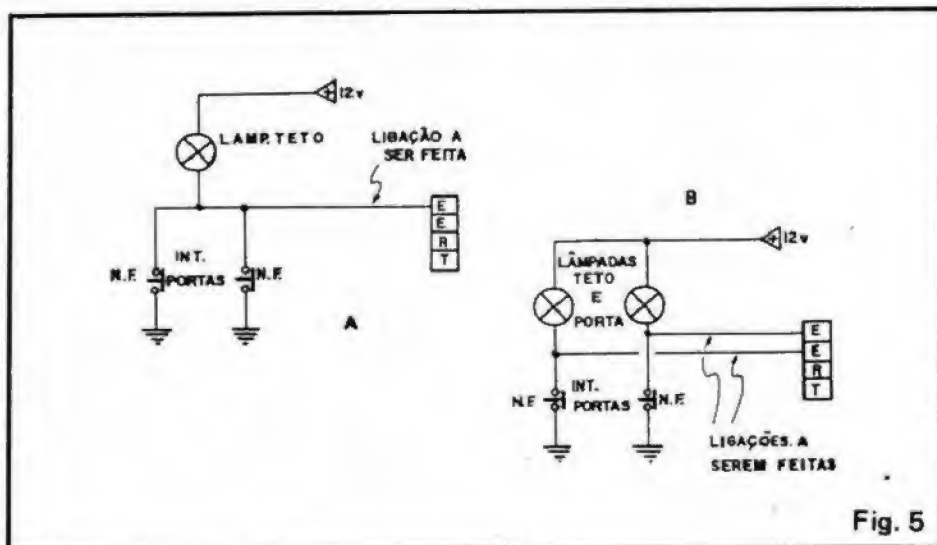 12v
LAMP. TETO
LIGAÇÃO A
SER FEITA
E
E
R
T
N.F.
INT.
PORTAS
N.F.
A
B
12v
LÂMPADAS
TETO
E
PORTA
E
E
R
T
N.F.
INT.
PORTAS
N.F.
LIGAÇÕES A
SEREM FEITAS
Fig. 5